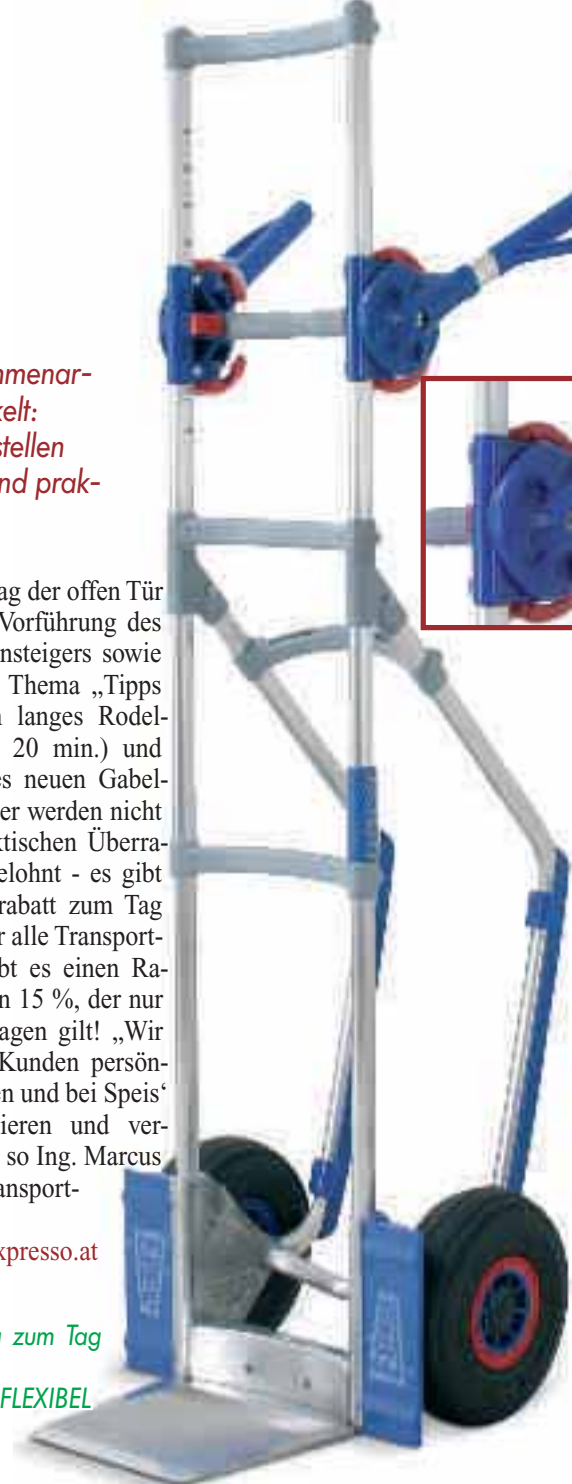 mmenar-
kelt:
stellen
nd prak-
ag der offen Tür
Vorführung des
nsteigers sowie
Thema „Tipps
n langes Rodel-
20 min.) und
es neuen Gabel-
er werden nicht
ktischen Überra-
elohnt - es gibt
rabatt zum Tag
r alle Transport-
bt es einen Ra-
n 15 %, der nur
agen gilt! „Wir
Kunden persön-
en und bei Speis‘
ieren und ver-
so Ing. Marcus
ansport-
xpresso.at
zum Tag
FLEXIBEL